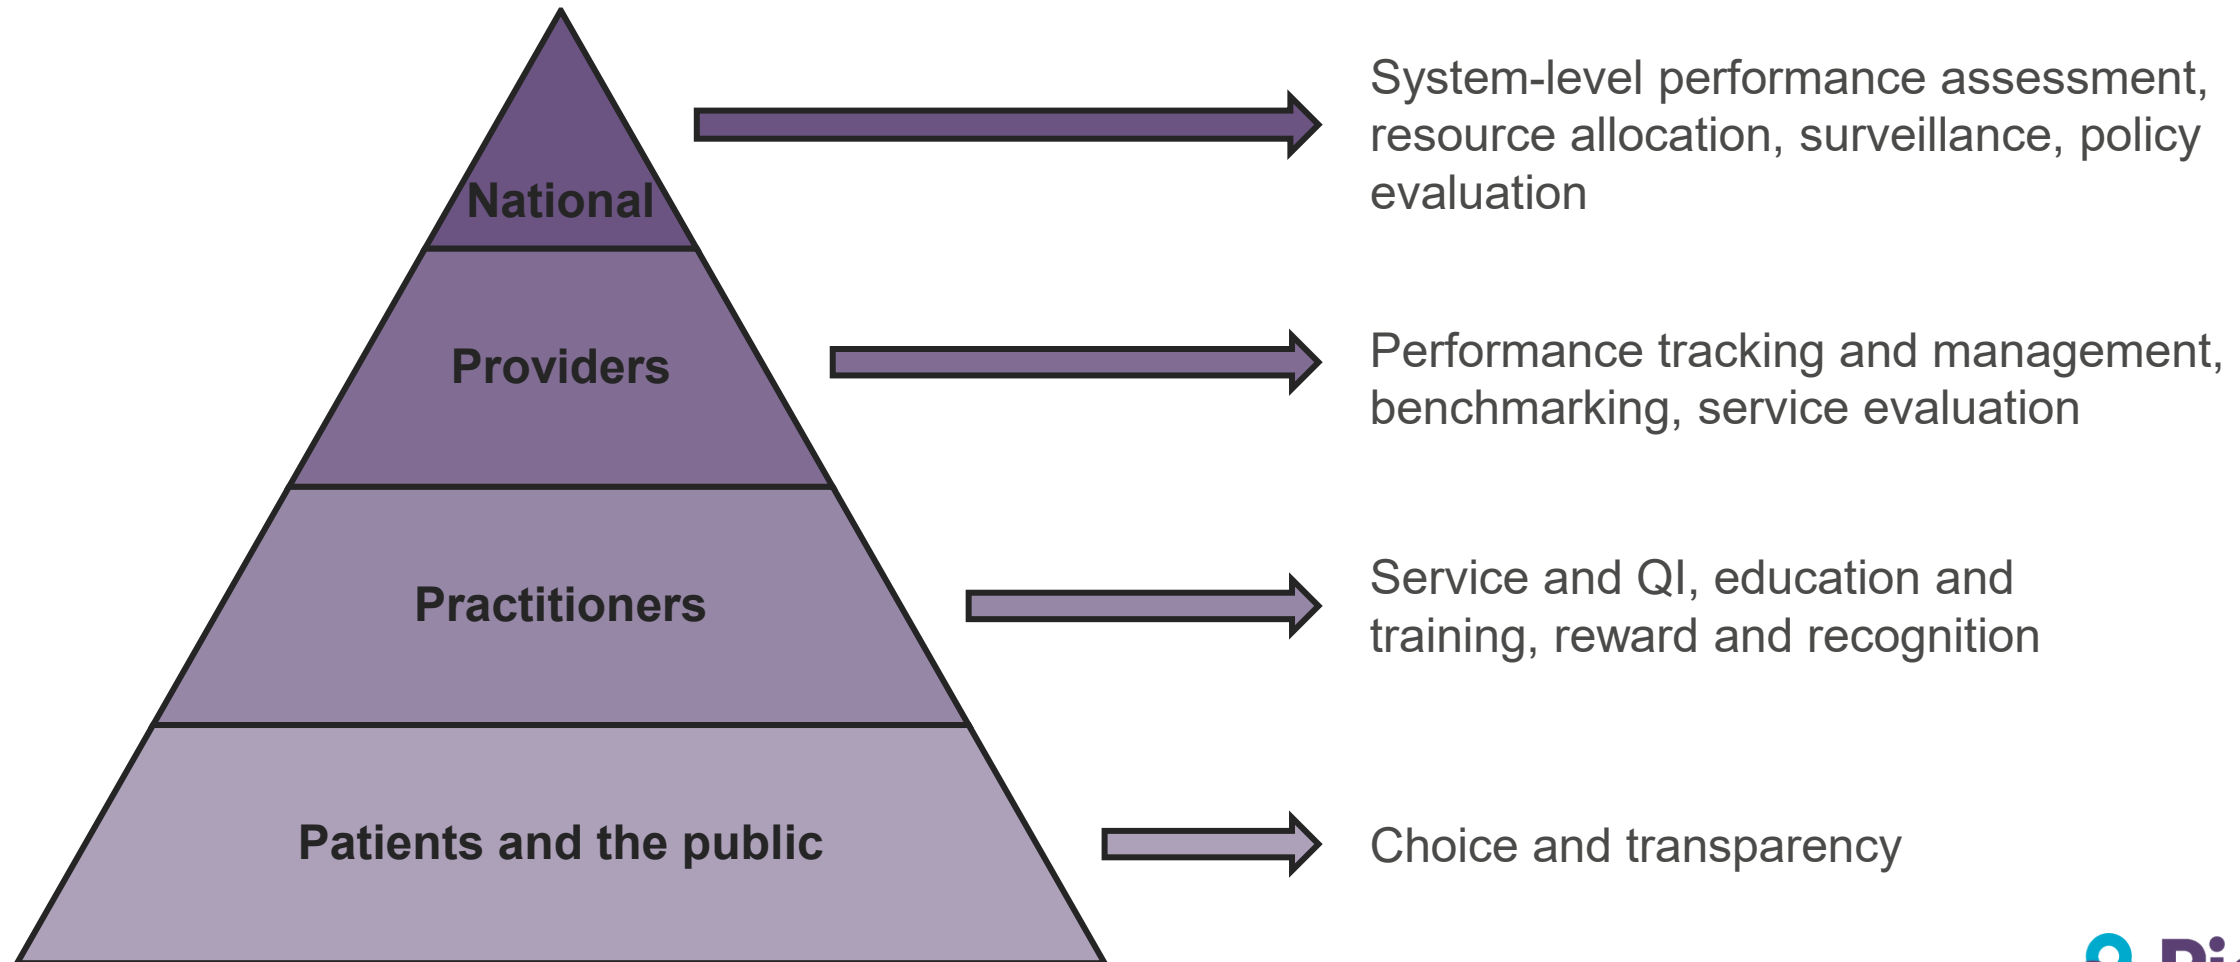 National
System-level performance assessment,
resource allocation, surveillance, policy
evaluation
Providers
Performance tracking and management,
benchmarking, service evaluation
Practitioners
Service and QI, education and
training, reward and recognition
Patients and the public
Choice and transparency